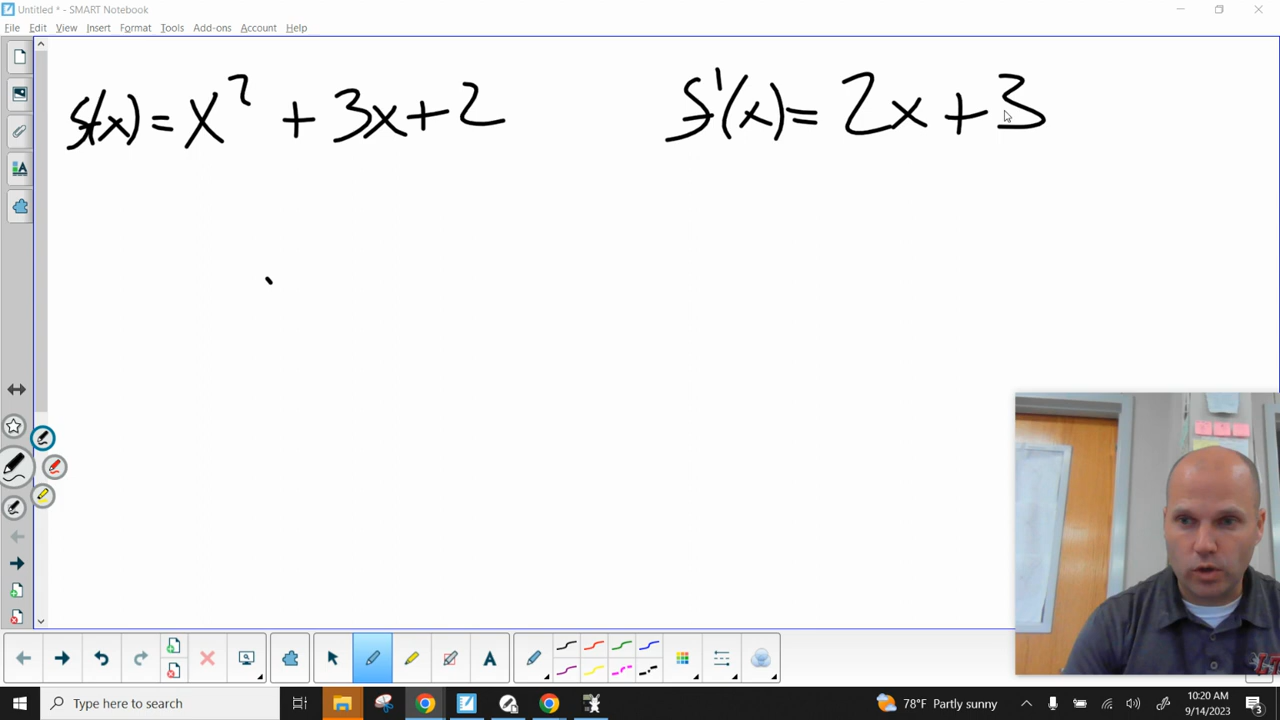 Untitled * - SMART Notebook
File Edit View Insert Format Tools Add-ons Account Help
f(x) = x² + 3x + 2
f'(x) = 2x + 3
A
Type here to search
78°F Partly sunny
10:20 AM
9/14/2023
3